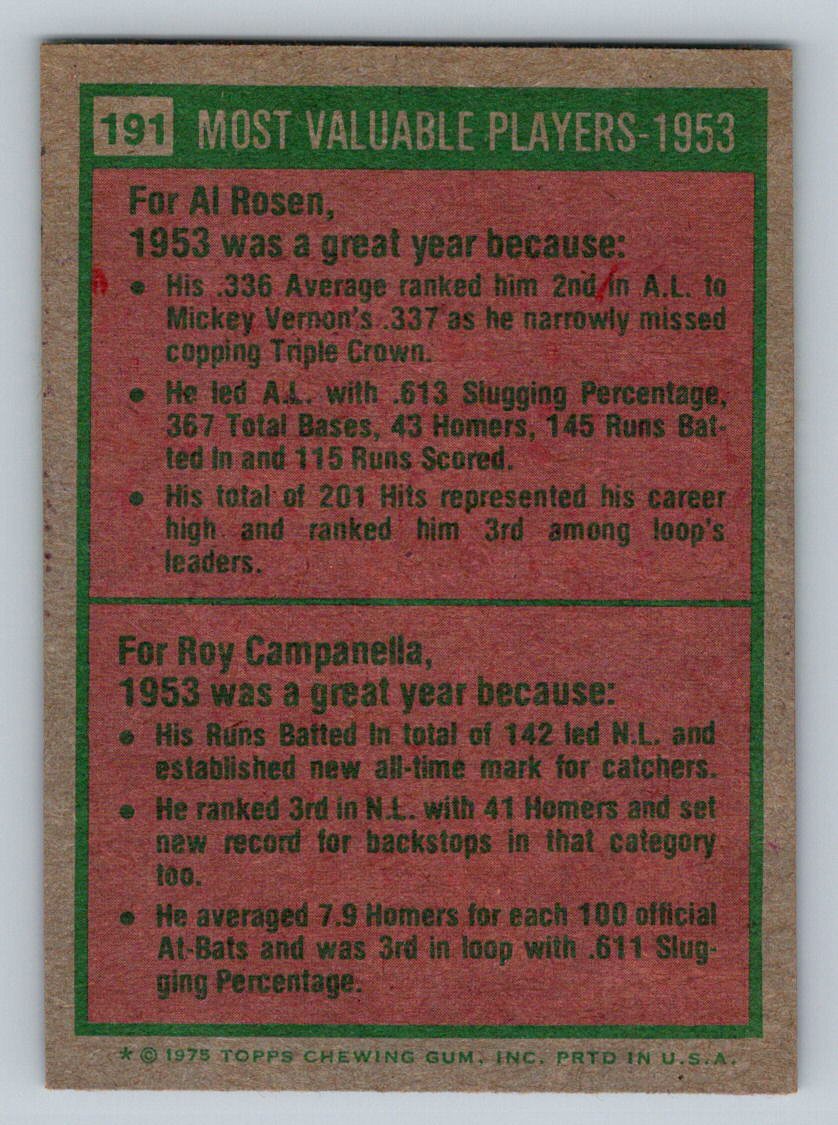 191 MOST VALUABLE PLAYERS-1953
For Al Rosen,
1953 was a great year because:
• His .336 Average ranked him 2nd in A.L. to
Mickey Vernon's .337 as he narrowly missed
copping Triple Crown.
• He led A.L. with .613 Slugging Percentage,
367 Total Bases, 43 Homers, 145 Runs Bat-
ted In and 115 Runs Scored.
• His total of 201 Hits represented his career
high and ranked him 3rd among loop's
leaders.
For Roy Campanella,
1953 was a great year because:
• His Runs Batted In total of 142 led N.L. and
established new all-time mark for catchers.
• He ranked 3rd in N.L. with 41 Homers and set
new record for backstops in that category
too.
• He averaged 7.9 Homers for each 100 official
At-Bats and was 3rd in loop with .611 Slug-
ging Percentage.
* © 1975 TOPPS CHEWING GUM, INC. PRTD IN U.S.A.